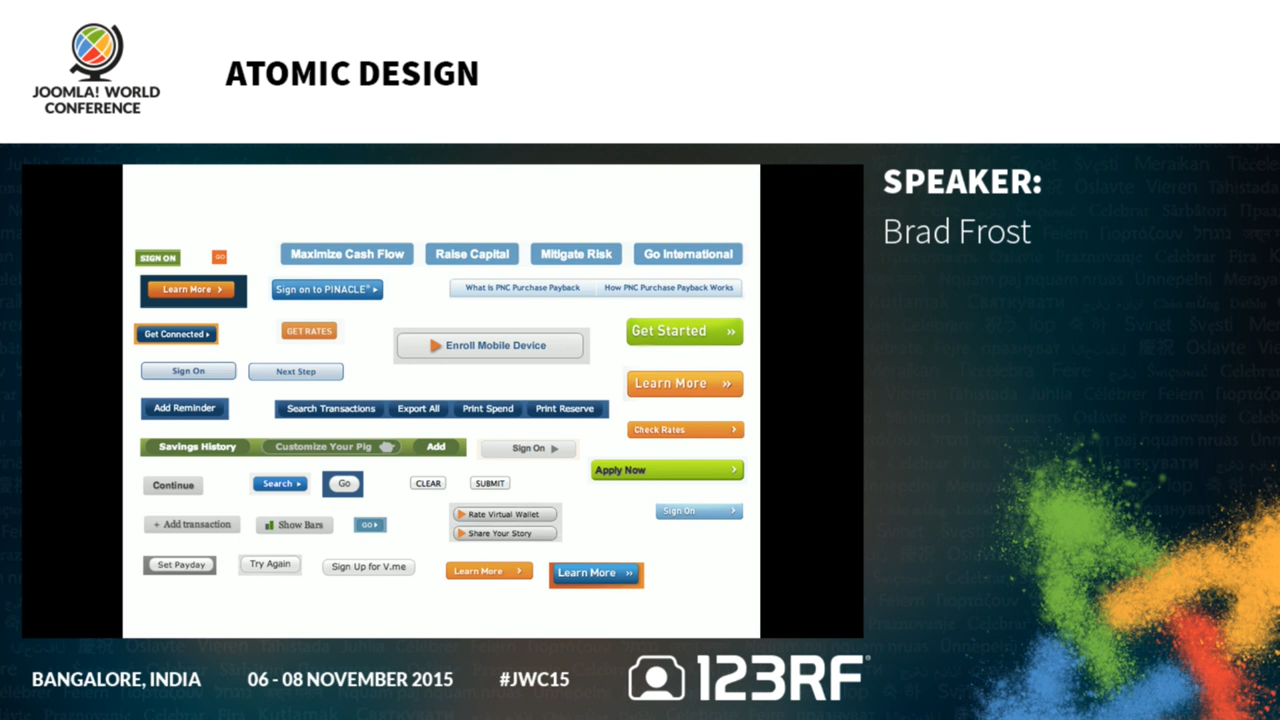 JOOMLA! WORLD
CONFERENCE
ATOMIC DESIGN
SPEAKER:
Brad Frost
SIGN ON
GO
Maximize Cash Flow
Raise Capital
Mitigate Risk
Go International
Learn More
Sign on to PINACLE®
What is PNC Purchase Payback
How PNC Purchase Payback Works
Get Connected
GET RATES
Enroll Mobile Device
Get Started »
Sign On
Next Step
Learn More »
Add Reminder
Search Transactions
Export All
Print Spend
Print Reserve
Check Rates
Savings History
Customize Your Pig
Add
Sign On
Apply Now
Continue
Search
Go
CLEAR
SUBMIT
Sign On
Rate Virtual Wallet
Share Your Story
+ Add transaction
Show Bars
GO
Set Payday
Try Again
Sign Up for V.me
Learn More
Learn More »
BANGALORE, INDIA
06 - 08 NOVEMBER 2015
#JWC15
123RF®